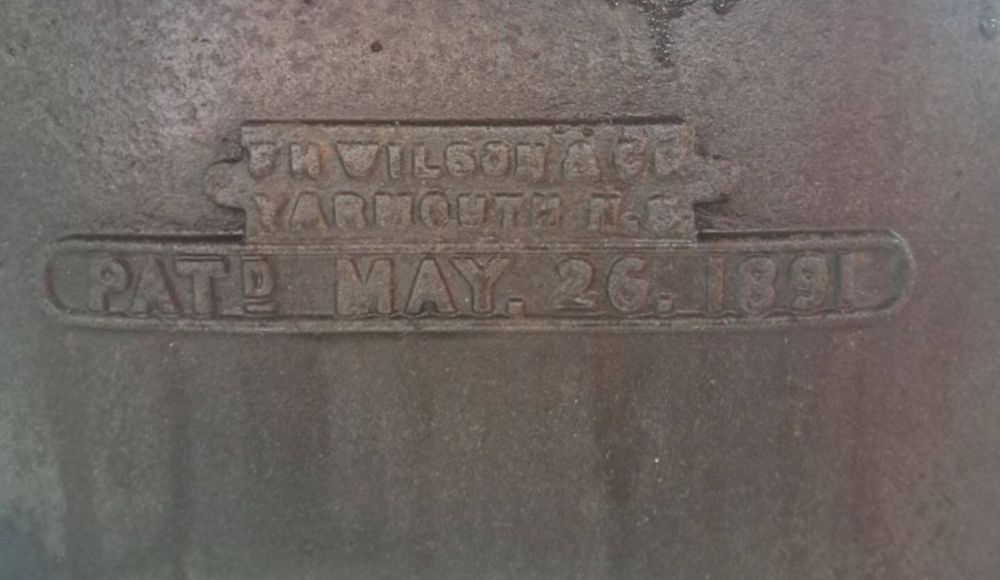 F H WILSON & CO
YARMOUTH N.S.
PATD MAY. 26. 1891